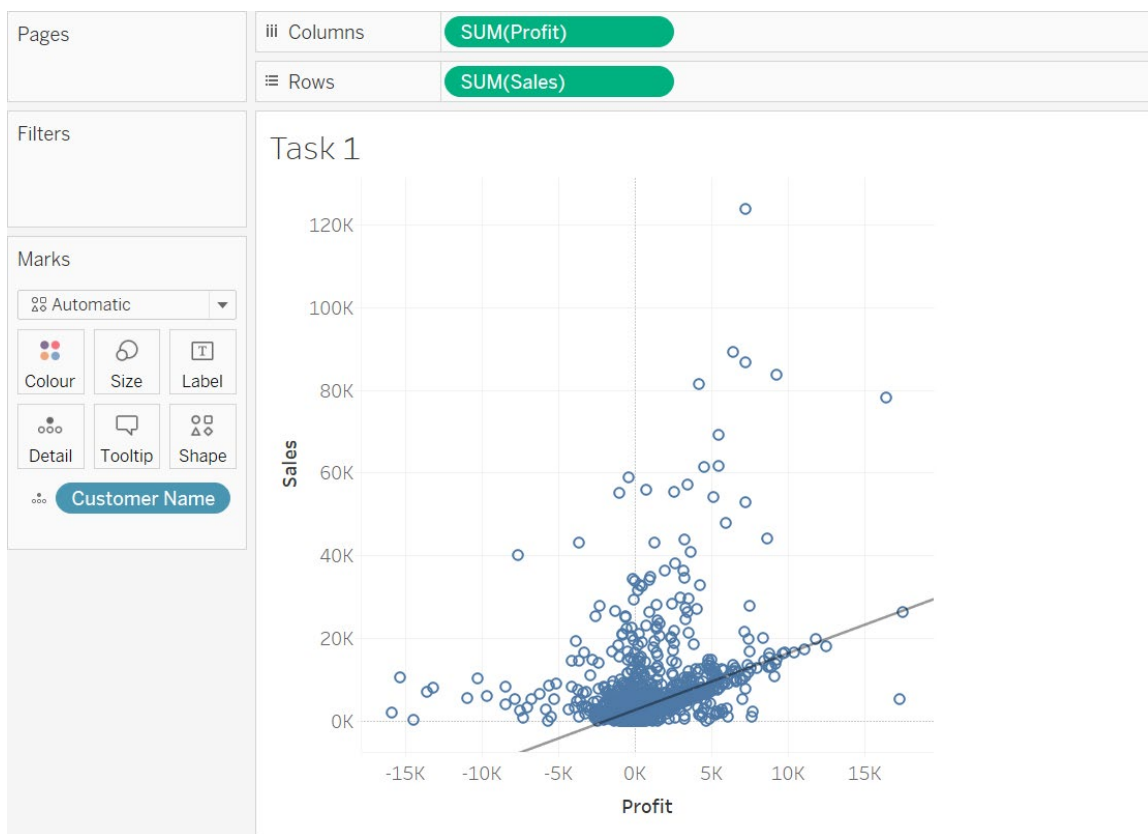 Pages
Columns
SUM(Profit)
Rows
SUM(Sales)
Filters
Marks
Automatic
Colour
Size
Label
Detail
Tooltip
Shape
Customer Name
Task 1
120K
100K
80K
60K
40K
20K
0K
Sales
-15K -10K -5K 0K 5K 10K 15K
Profit